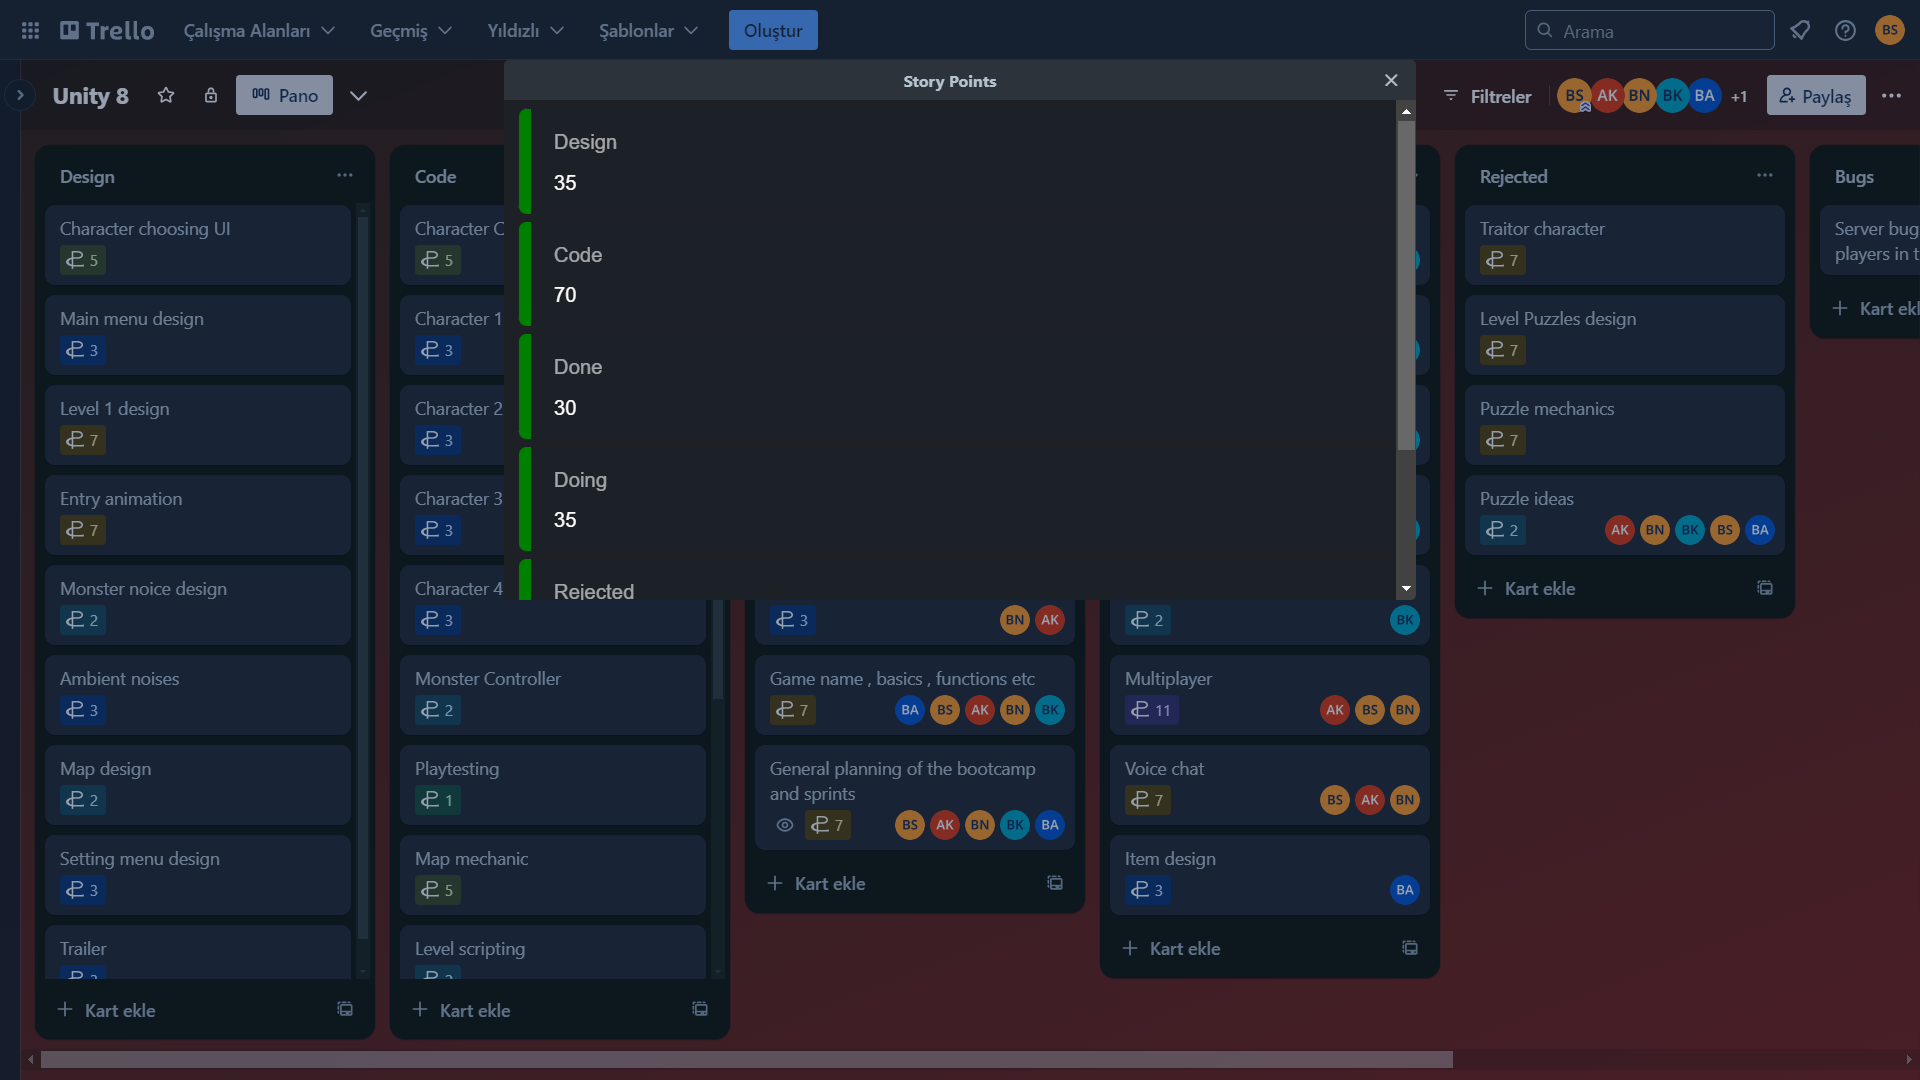 Trello
Çalışma Alanları
Geçmiş
Yıldızlı
Şablonlar
Oluştur
Arama
BS
Unity 8
Pano
Story Points
Filtreler
BS AK BN BK BA +1
Paylaş
Design
35
Code
70
Done
30
Doing
35
Rejected
Design
Character choosing UI
5
Main menu design
3
Level 1 design
7
Entry animation
7
Monster noice design
2
Ambient noises
3
Map design
2
Setting menu design
3
Trailer
Kart ekle
Code
Character C
5
Character 1
3
Character 2
3
Character 3
3
Character 4
3
Monster Controller
2
Playtesting
1
Map mechanic
5
Level scripting
Kart ekle
3 BN AK
Game name , basics , functions etc
7 BA BS AK BN BK
General planning of the bootcamp
and sprints
7 BS AK BN BK BA
Kart ekle
2 BK
Multiplayer
11 AK BS BN
Voice chat
7 BS AK BN
Item design
3 BA
Kart ekle
Rejected
Traitor character
7
Level Puzzles design
7
Puzzle mechanics
7
Puzzle ideas
2 AK BN BK BS BA
Kart ekle
Bugs
Server bug
players in t
Kart ekl